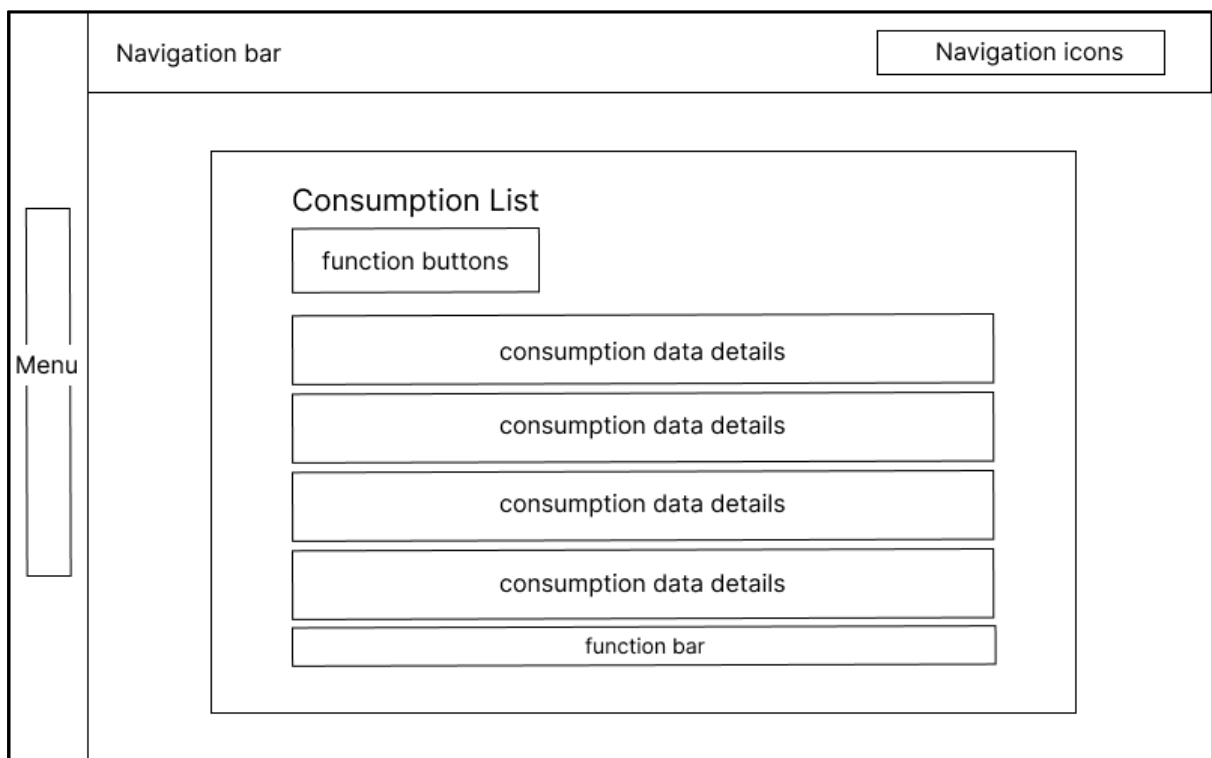 Navigation bar
Navigation icons
Consumption List
function buttons
Menu
consumption data details
consumption data details
consumption data details
consumption data details
function bar